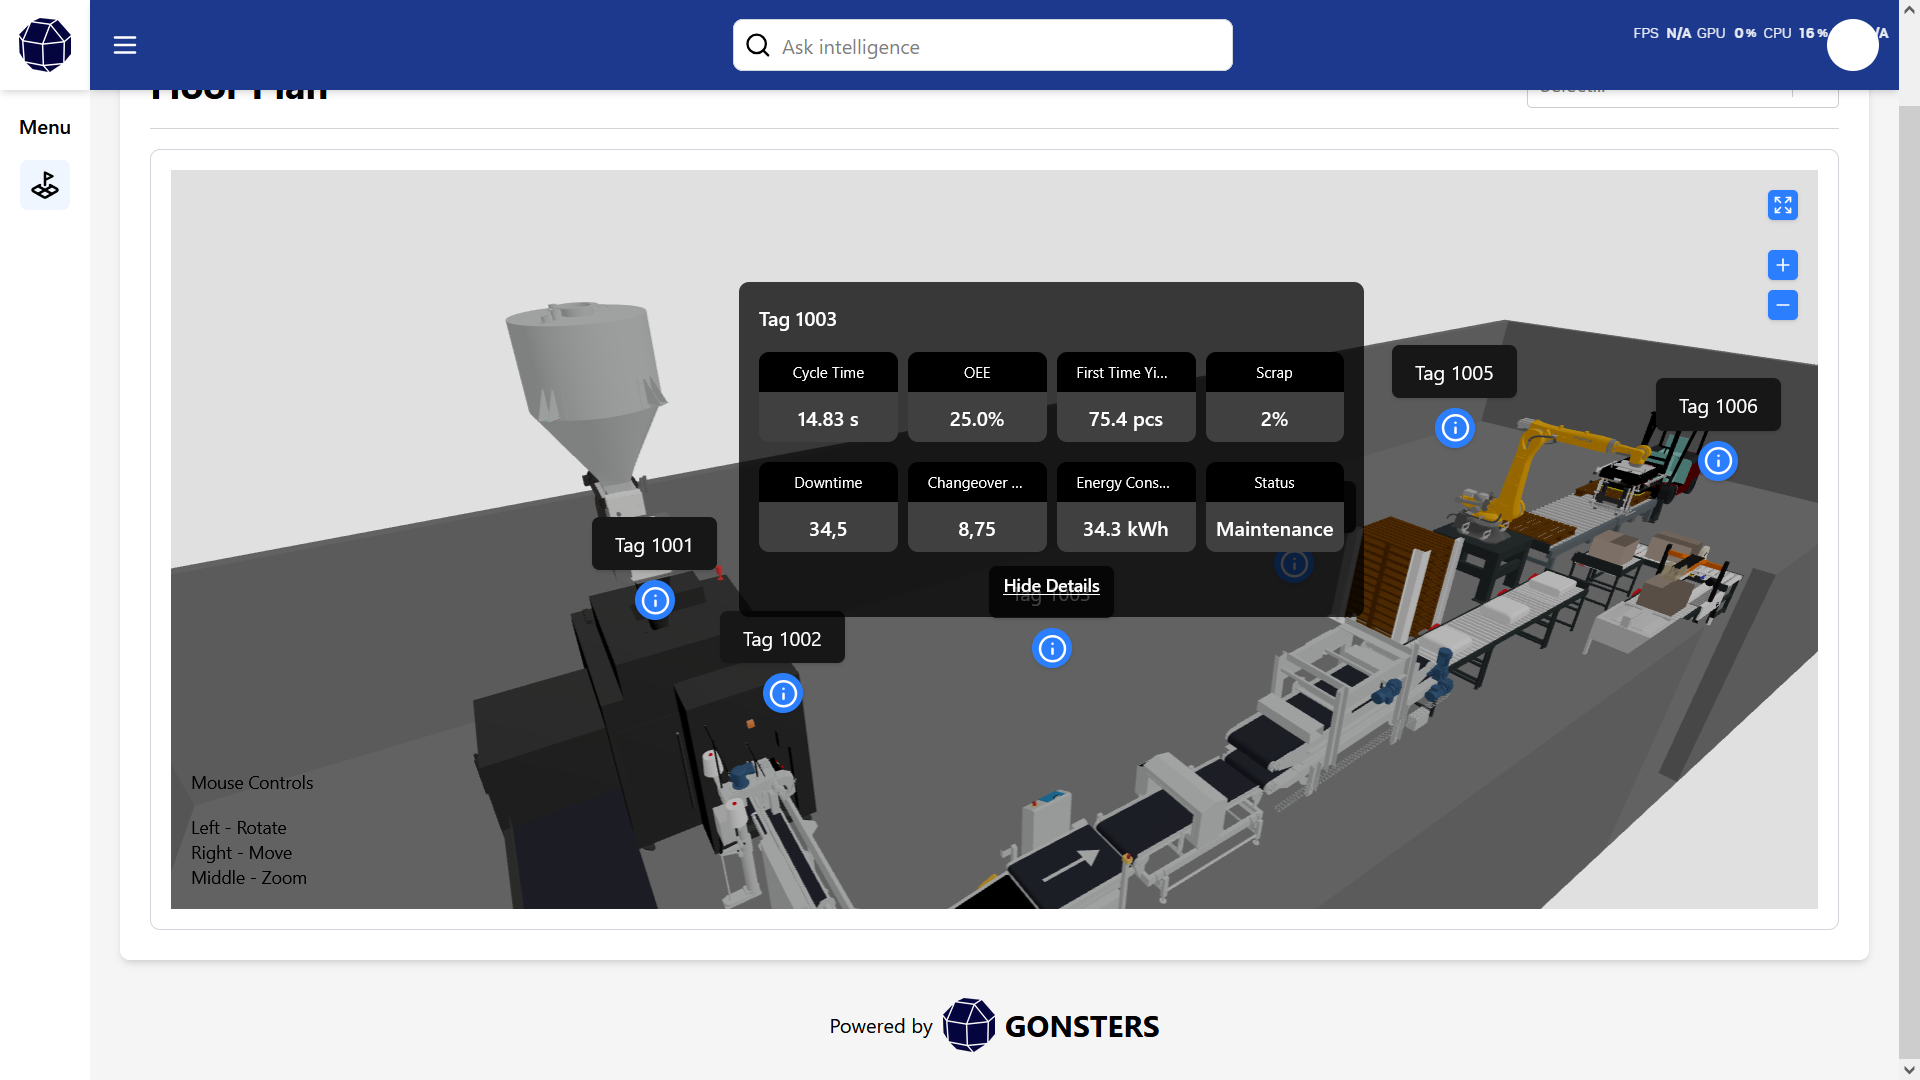 Ask intelligence
FPS N/A GPU 0% CPU 16% /A
Floor Plan
Select...
Menu
Tag 1003
Cycle Time OEE First Time Yi... Scrap
14.83 s 25.0% 75.4 pcs 2%
Downtime Changeover ... Energy Cons... Status
34,5 8,75 34.3 kWh Maintenance
Hide Details
Tag 1003
Tag 1005
Tag 1006
Tag 1001
Tag 1002
Mouse Controls
Left - Rotate
Right - Move
Middle - Zoom
Powered by GONSTERS